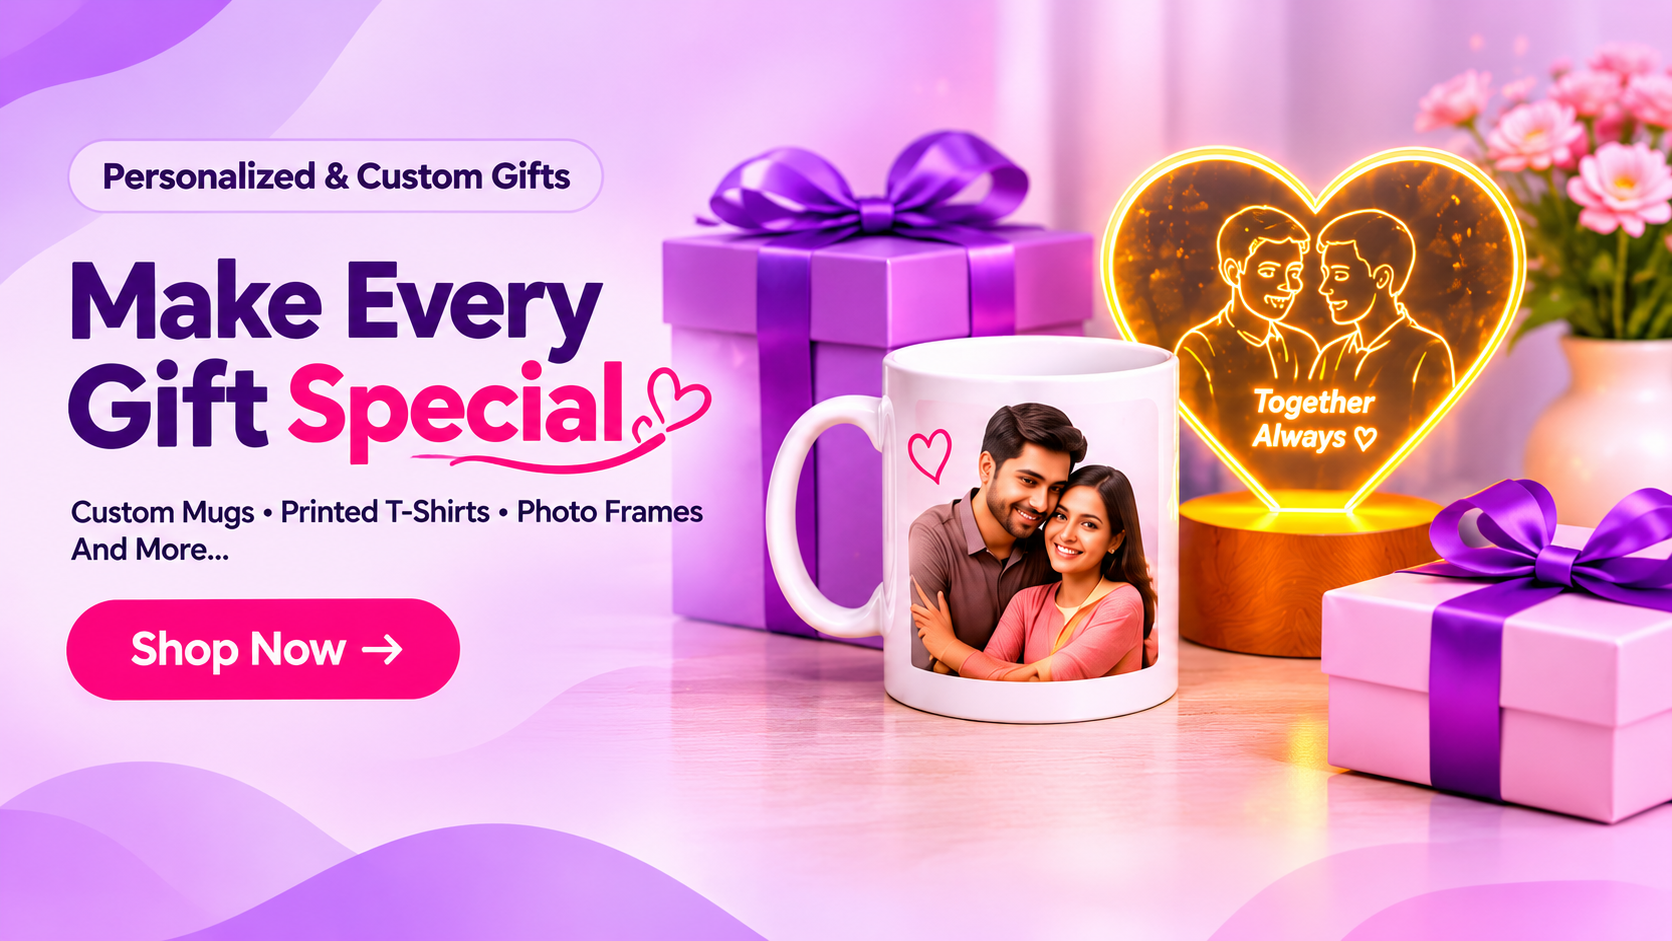 Personalized & Custom Gifts
Make Every
Gift Special
Custom Mugs • Printed T-Shirts • Photo Frames
And More...
Shop Now →
Together
Always ♡